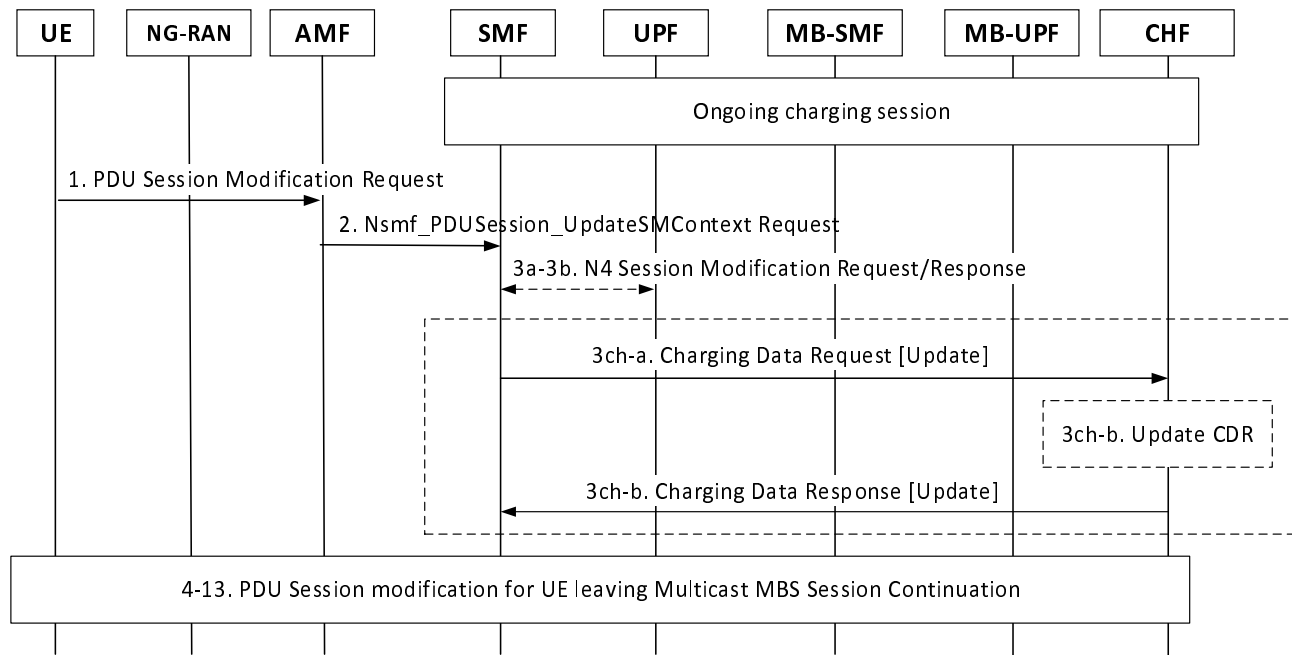 UE
NG-RAN
AMF
SMF
UPF
MB-SMF
MB-UPF
CHF
Ongoing charging session
1. PDU Session Modification Request
2. Nsmf_PDUSession_UpdateSMContext Request
3a-3b. N4 Session Modification Request/Response
3ch-a. Charging Data Request [Update]
3ch-b. Update CDR
3ch-b. Charging Data Response [Update]
4-13. PDU Session modification for UE leaving Multicast MBS Session Continuation